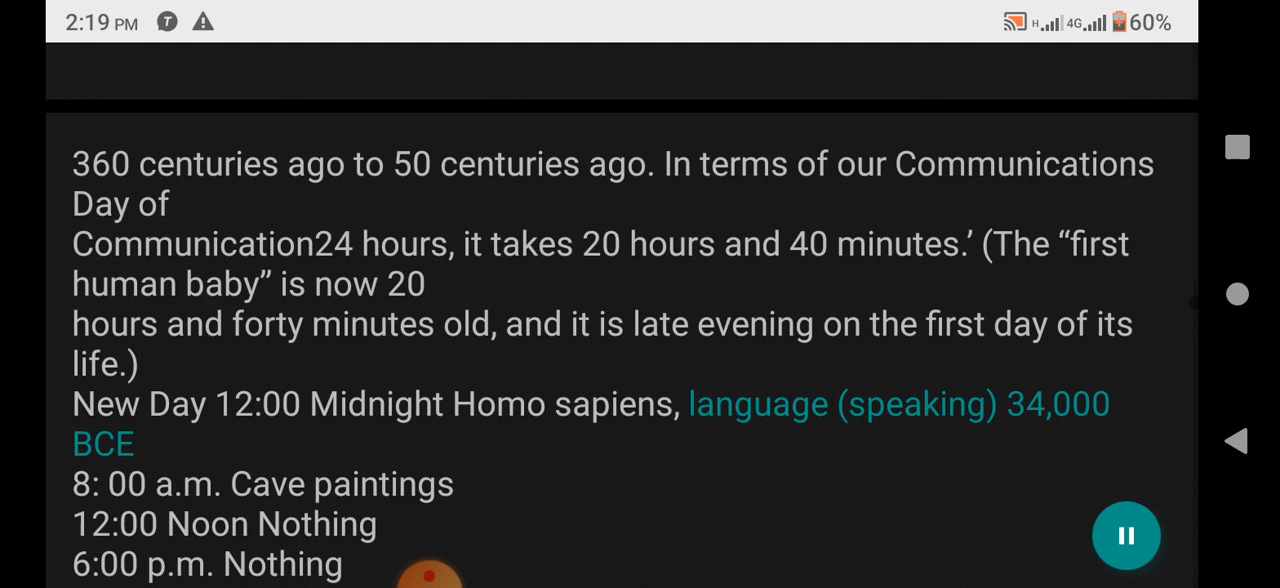 2:19 PM
H 4G 60%
360 centuries ago to 50 centuries ago. In terms of our Communications
Day of
Communication24 hours, it takes 20 hours and 40 minutes.’ (The “first
human baby” is now 20
hours and forty minutes old, and it is late evening on the first day of its
life.)
New Day 12:00 Midnight Homo sapiens, language (speaking) 34,000
BCE
8: 00 a.m. Cave paintings
12:00 Noon Nothing
6:00 p.m. Nothing